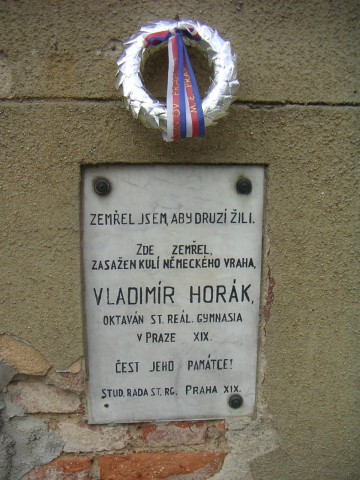 ZEMŘEL JSEM, ABY DRUZÍ ŽILI.
ZDE ZEMŘEL,
ZASAŽEN KULÍ NĚMECKÉHO VRAHA,
VLADIMÍR HORÁK,
OKTAVÁN ST. REÁL. GYMNASIA
V PRAZE XIX.
ČEST JEHO PAMÁTCE!
STUD. RADA ST. RG. PRAHA XIX.